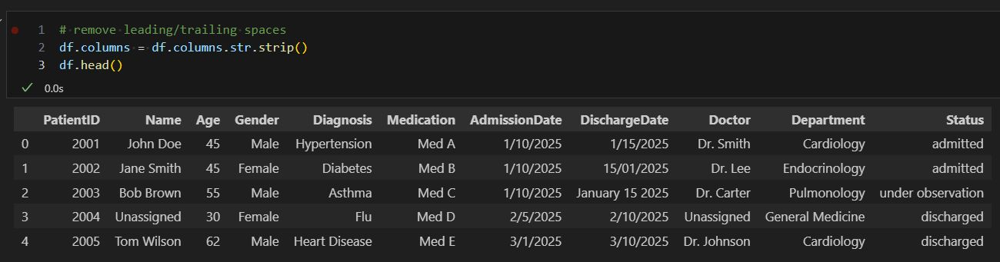 1 # remove leading/trailing spaces
2 df.columns = df.columns.str.strip()
3 df.head()
0.0s
PatientID Name Age Gender Diagnosis Medication AdmissionDate DischargeDate Doctor Department Status
0 2001 John Doe 45 Male Hypertension Med A 1/10/2025 1/15/2025 Dr. Smith Cardiology admitted
1 2002 Jane Smith 45 Female Diabetes Med B 1/10/2025 15/01/2025 Dr. Lee Endocrinology admitted
2 2003 Bob Brown 55 Male Asthma Med C 1/10/2025 January 15 2025 Dr. Carter Pulmonology under observation
3 2004 Unassigned 30 Female Flu Med D 2/5/2025 2/10/2025 Unassigned General Medicine discharged
4 2005 Tom Wilson 62 Male Heart Disease Med E 3/1/2025 3/10/2025 Dr. Johnson Cardiology discharged